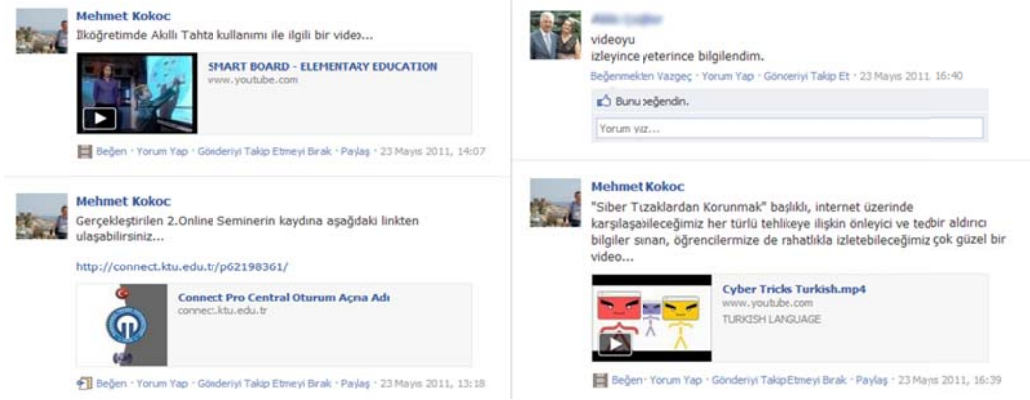 Mehmet Kokoc
İlköğretimde Akıllı Tahta kullanımı ile ilgili bir video...
SMART BOARD - ELEMENTARY EDUCATION
www.youtube.com
Beğen · Yorum Yap · Gönderiyi Takip Etmeyi Bırak · Paylaş · 23 Mayıs 2011, 14:07
Mehmet Kokoc
Gerçekleştirilen 2.Online Seminerin kaydına aşağıdaki linkten
ulaşabilirsiniz...
http://connect.ktu.edu.tr/p62198361/
Connect Pro Central Oturum Açma Adı
connect.ktu.edu.tr
Beğen · Yorum Yap · Gönderiyi Takip Etmeyi Bırak · Paylaş · 23 Mayıs 2011, 13:18
videoyu
izleyince yeterince bilgilendim.
Beğenmekten Vazgeç · Yorum Yap · Gönderiyi Takip Et · 23 Mayıs 2011, 16:40
Bunu beğendin.
Yorum yaz...
Mehmet Kokoc
"Siber Tuzaklardan Korunmak" başlıklı, internet üzerinde
karşılaşabileceğimiz her türlü tehlikeye ilişkin önleyici ve tedbir aldırıcı
bilgiler sunan, öğrencilermize de rahatlıkla izletebileceğimiz çok güzel bir
video...
Cyber Tricks Turkish.mp4
www.youtube.com
TURKISH LANGUAGE
Beğen · Yorum Yap · Gönderiyi Takip Etmeyi Bırak · Paylaş · 23 Mayıs 2011, 16:39